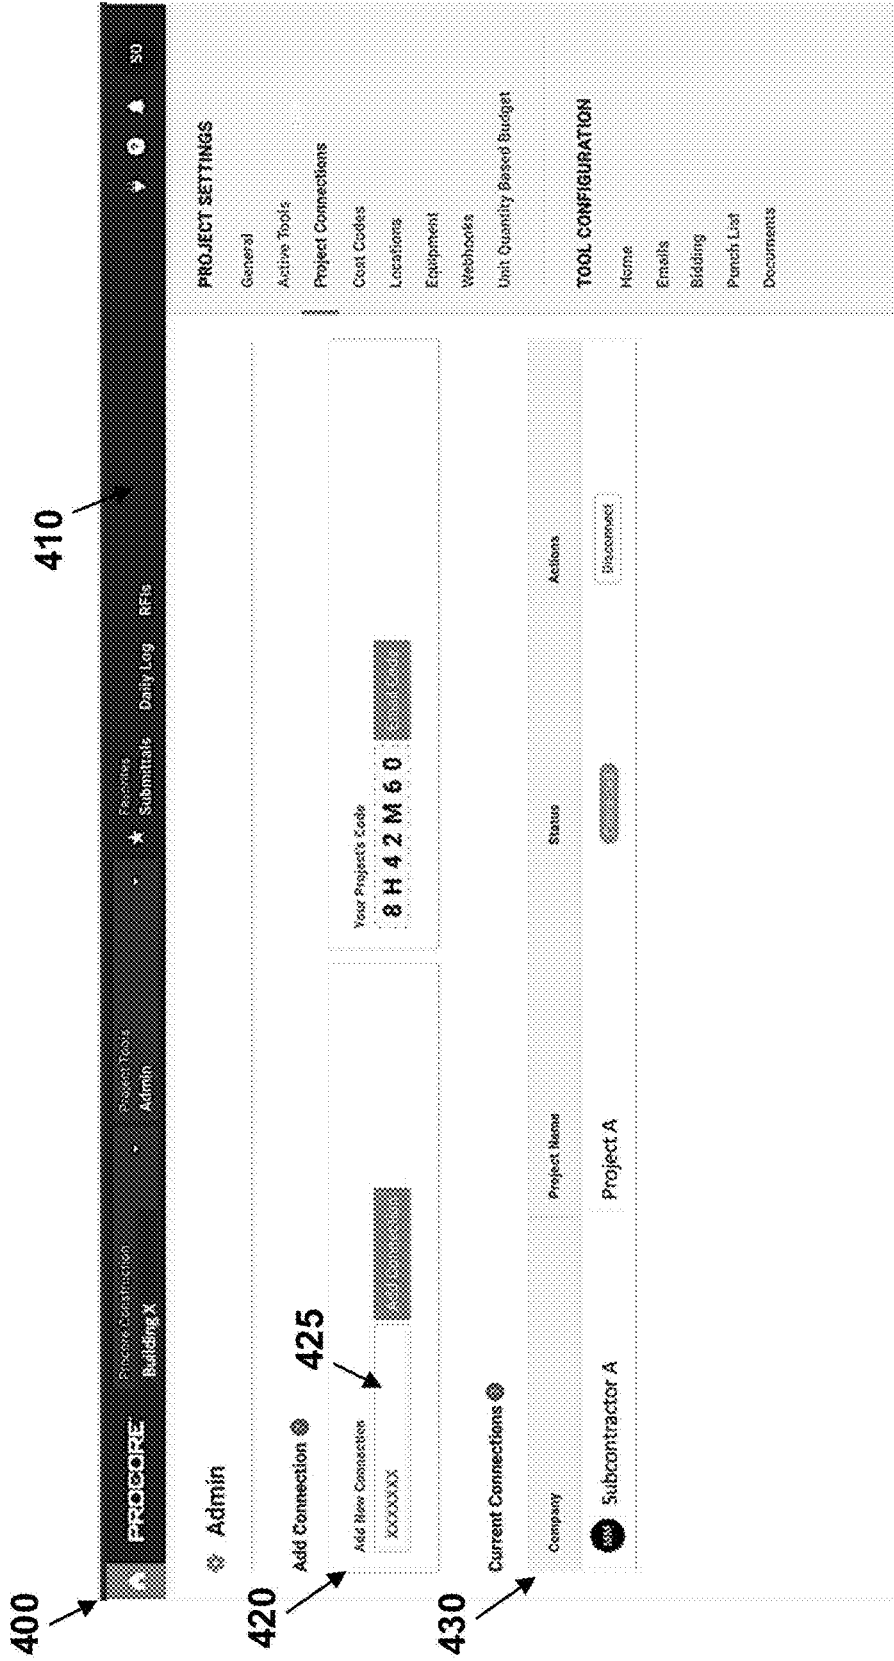 400
410
PROCORE
Building X
Project Tools
Admin
Favorites
Submittals Daily Log RFIs
SU
Admin
Add Connection
420
Add New Connection
XXXXXXX
425
Your Project's Code
8 H 4 2 M 6 0
Current Connections
430
Company Project Name Status Actions
Subcontractor A Project A Disconnect
PROJECT SETTINGS
General
Active Tools
Project Connections
Cost Codes
Locations
Equipment
Webhooks
Unit Quantity Based Budget
TOOL CONFIGURATION
Home
Emails
Bidding
Punch List
Documents